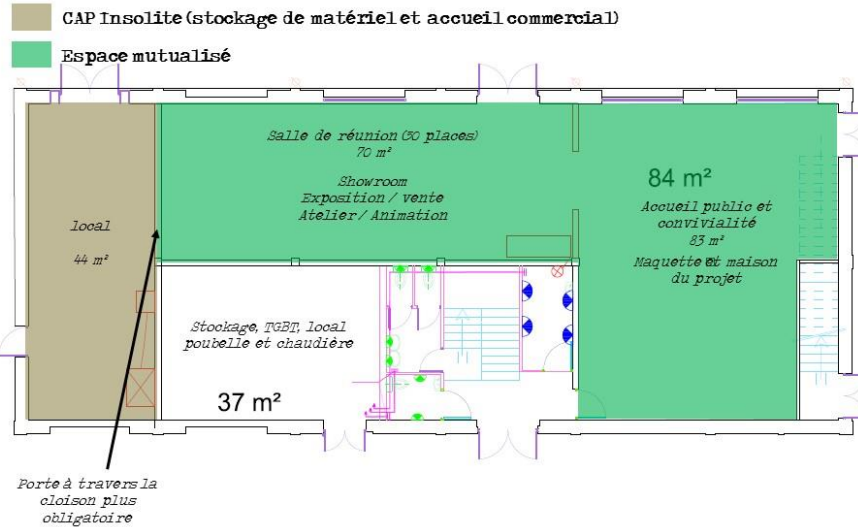 CAP Insolite (stockage de matériel et accueil commercial)
Espace mutualisé
Salle de réunion (30 places)
70 m²
Showroom
Exposition / vente
Atelier / Animation
84 m²
Accueil public et
convivialité
83 m²
Maquette et maison
du projet
local
44 m²
Stockage, TGBT, local
poubelle et chaudière
37 m²
Porte à travers la
cloison plus
obligatoire